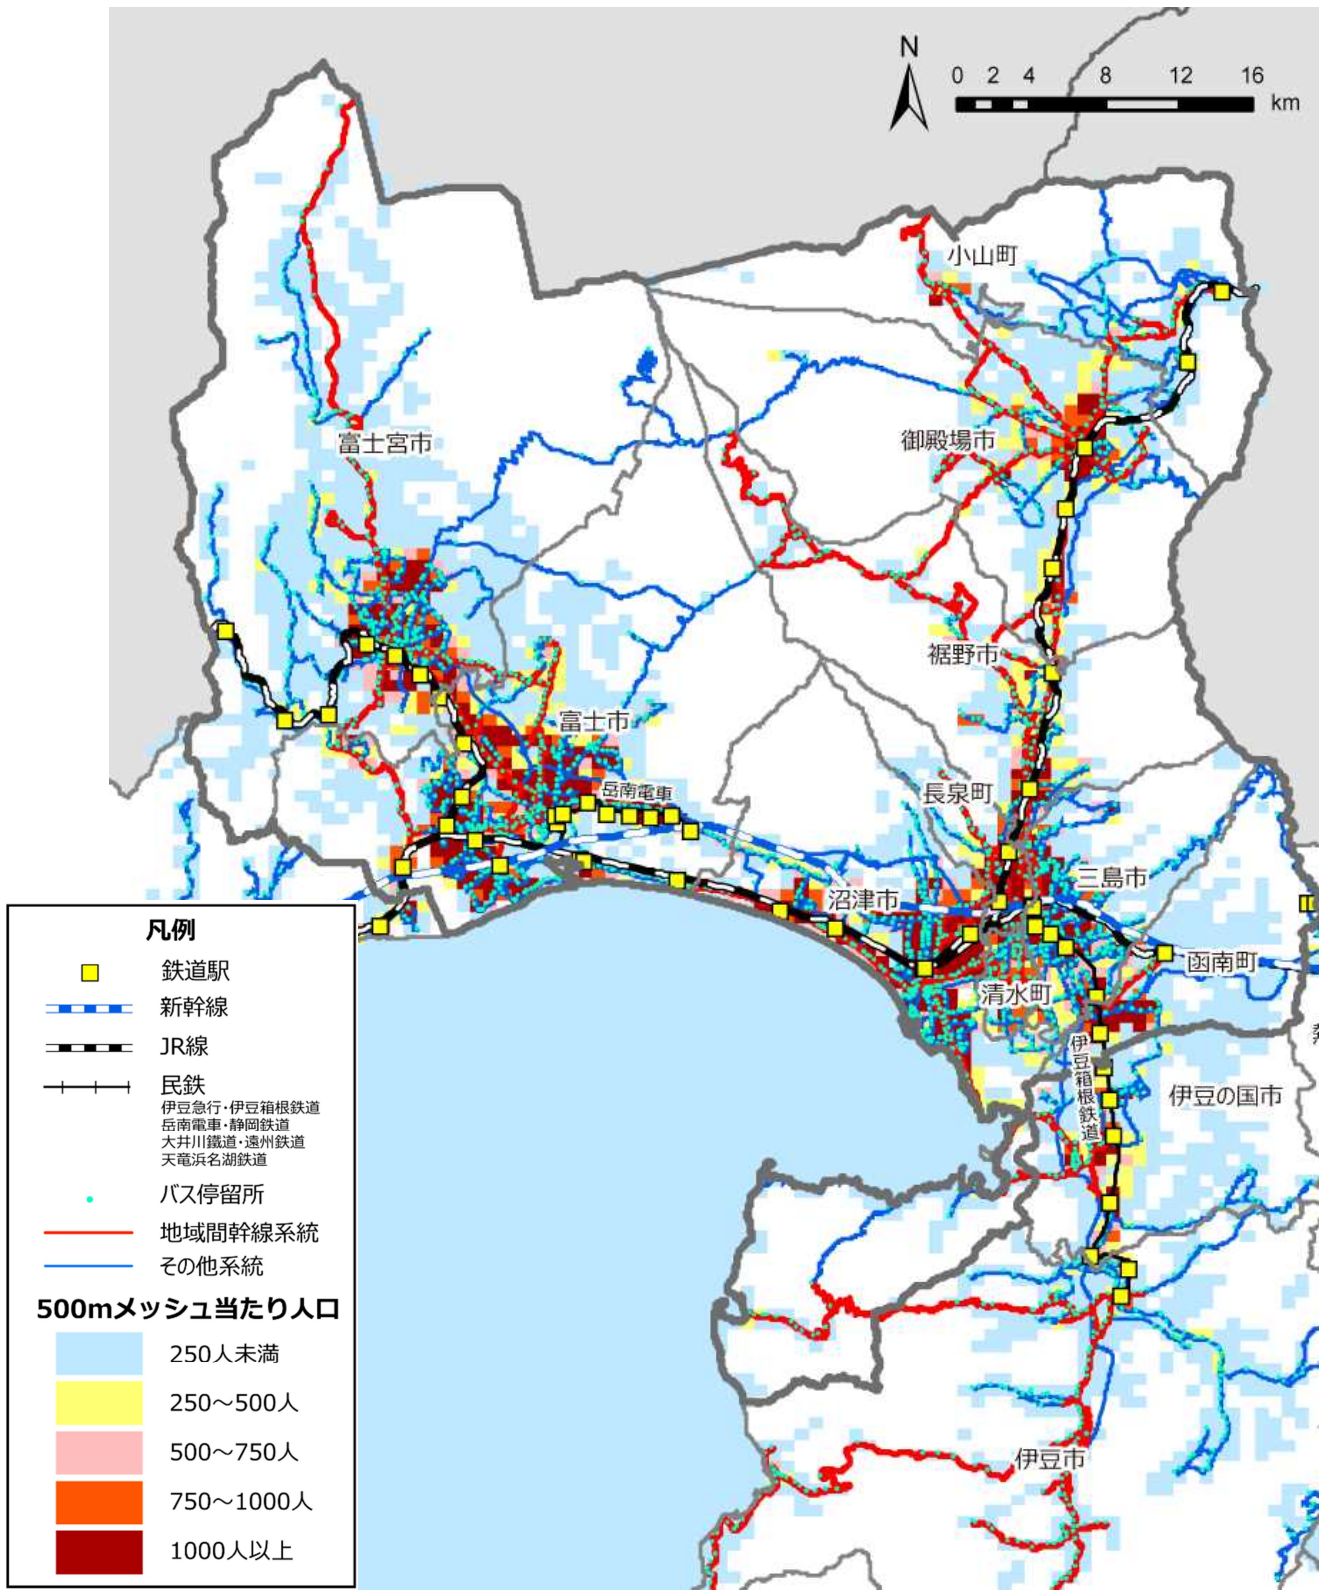 N
0 2 4 8 12 16
km
小山町
御殿場市
富士宮市
裾野市
富士市
岳南電車
長泉町
三島市
沼津市
函南町
清水町
伊豆箱根鉄道
伊豆の国市
伊豆市
凡例
鉄道駅
新幹線
JR線
民鉄
伊豆急行・伊豆箱根鉄道
岳南電車・静岡鉄道
大井川鐵道・遠州鉄道
天竜浜名湖鉄道
バス停留所
地域間幹線系統
その他系統
500mメッシュ当たり人口
250人未満
250～500人
500～750人
750～1000人
1000人以上